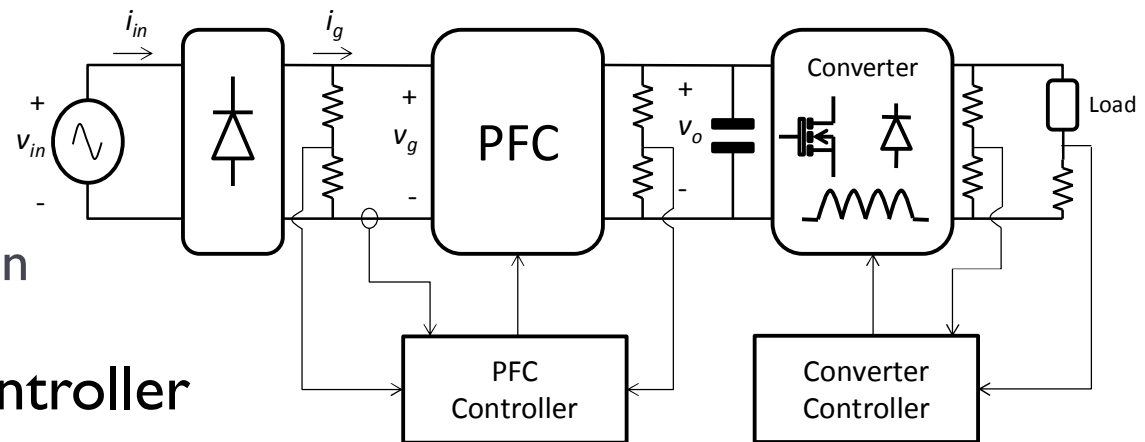 i_in
i_g
Converter
Load
+
v_in
-
+
v_g
-
PFC
+
v_o
-
n
ntroller
PFC
Controller
Converter
Controller